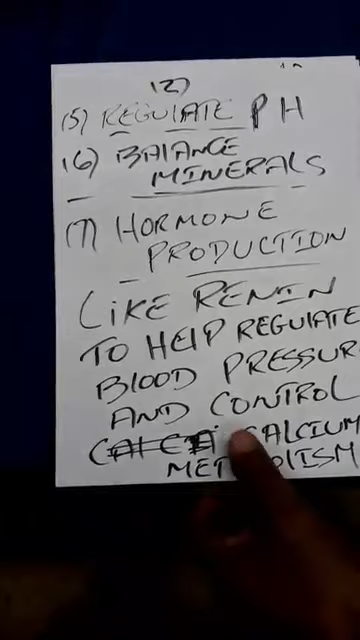 (2)
(5) REGULATE PH
(6) BALANCE
MINERALS
(7) HORMONE
PRODUCTION
LIKE RENIN
TO HELP REGULATE
BLOOD PRESSUR
AND CONTROL
CALCIUM
METABOLISM